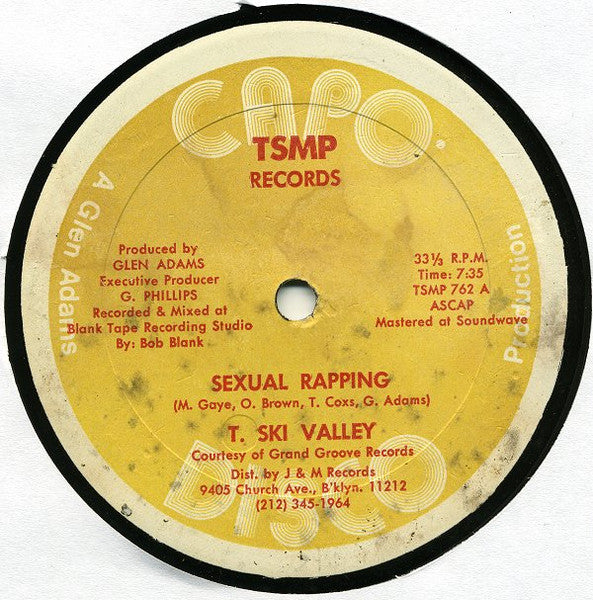 CAPO
TSMP
RECORDS
A Glen Adams
Production
Produced by
GLEN ADAMS
Executive Producer
G. PHILLIPS
Recorded & Mixed at
Blank Tape Recording Studio
By: Bob Blank
33⅓ R.P.M.
Time: 7:35
TSMP 762 A
ASCAP
Mastered at Soundwave
SEXUAL RAPPING
(M. Gaye, O. Brown, T. Coxs, G. Adams)
T. SKI VALLEY
Courtesy of Grand Groove Records
Dist. by J & M Records
9405 Church Ave., B'klyn. 11212
(212) 345-1964
DISCO